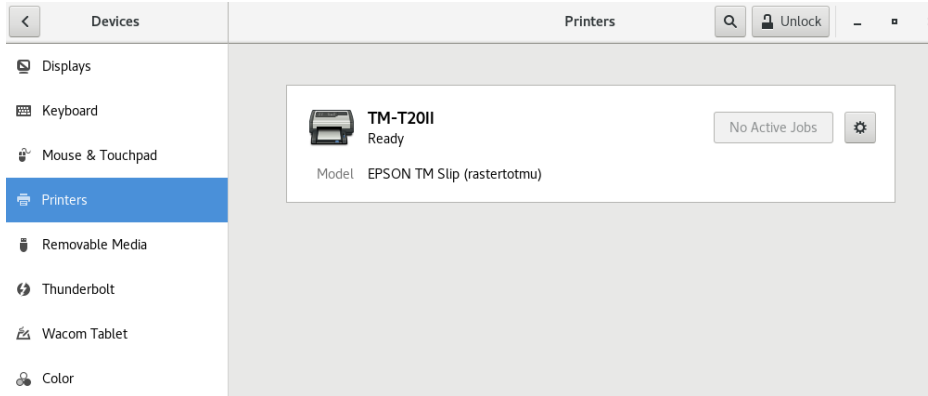 Devices
Printers
Unlock
Displays
Keyboard
Mouse & Touchpad
Printers
Removable Media
Thunderbolt
Wacom Tablet
Color
TM-T20II
Ready
No Active Jobs
Model EPSON TM Slip (rastertotmu)